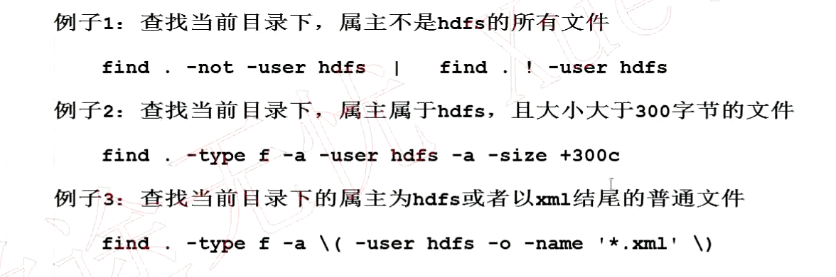 例子1：查找当前目录下，属主不是hdfs的所有文件
find . -not -user hdfs | find . ! -user hdfs
例子2：查找当前目录下，属主属于hdfs，且大小大于300字节的文件
find . -type f -a -user hdfs -a -size +300c
例子3：查找当前目录下的属主为hdfs或者以xml结尾的普通文件
find . -type f -a \( -user hdfs -o -name '*.xml' \)